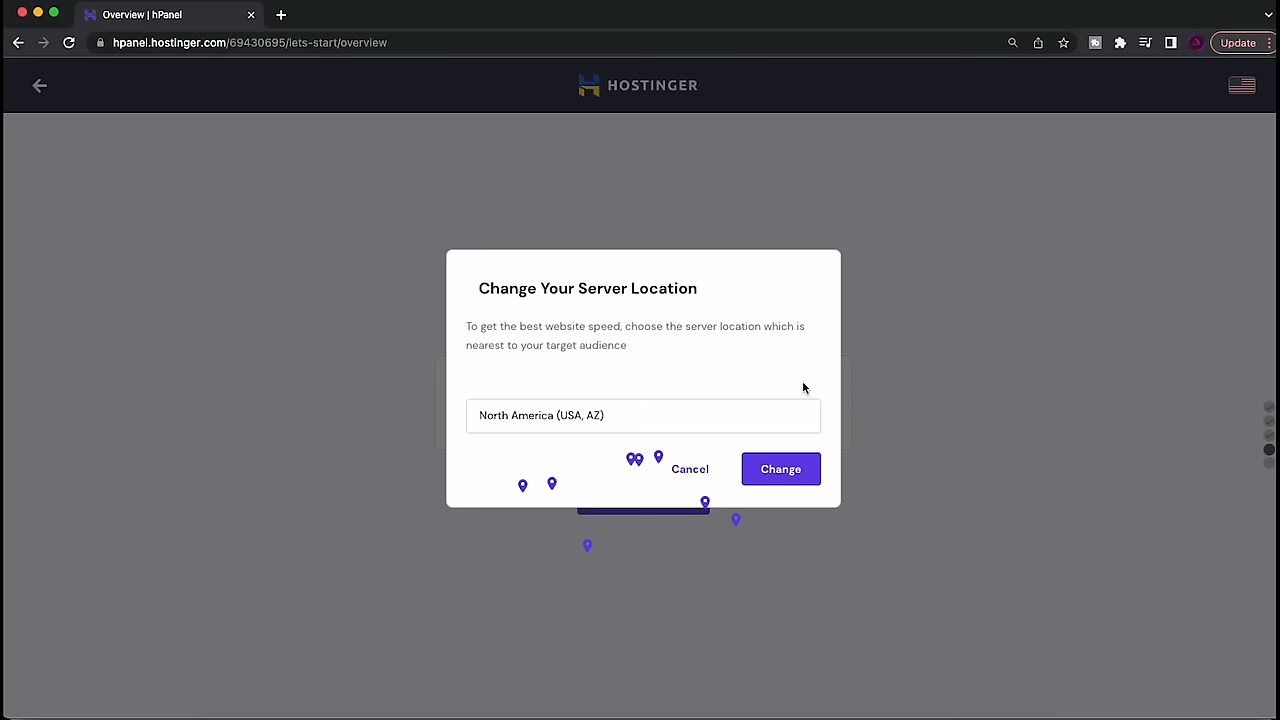 Overview | hPanel
hpanel.hostinger.com/69430695/lets-start/overview
Update
HOSTINGER
Change Your Server Location
To get the best website speed, choose the server location which is
nearest to your target audience
North America (USA, AZ)
Cancel
Change